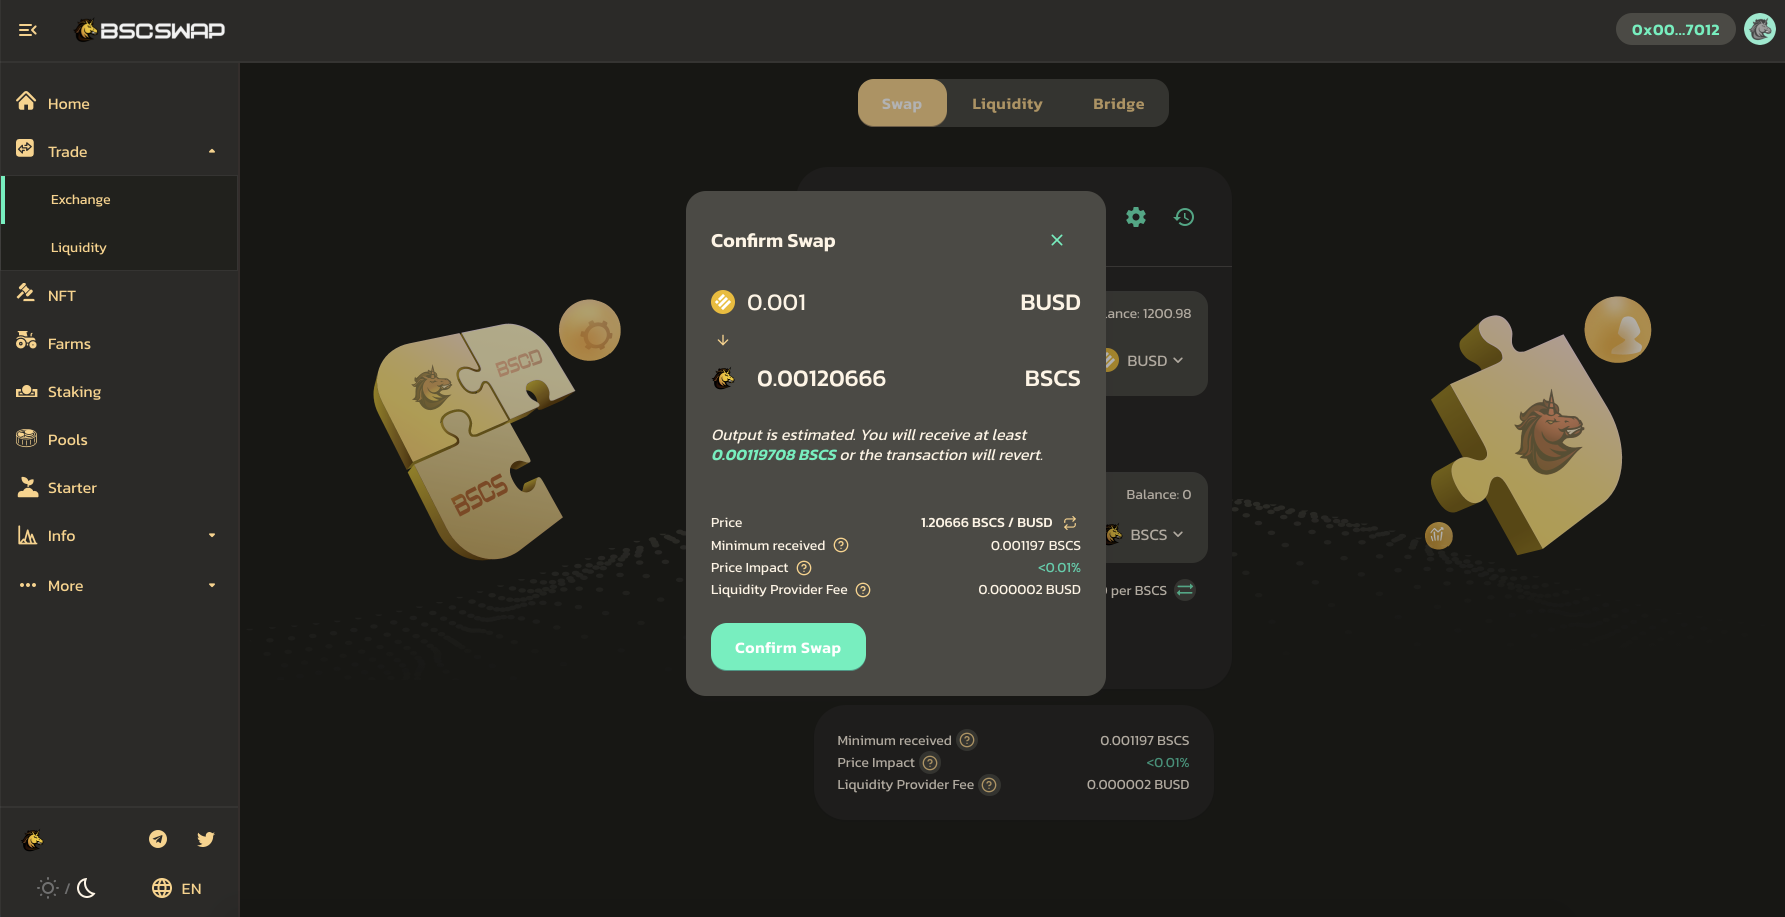 BSCSWAP
0x00...7012
Home
Trade
Exchange
Liquidity
NFT
Farms
Staking
Pools
Starter
Info
More
/
EN
Swap Liquidity Bridge
BSCD
BSCS
Confirm Swap
0.001 BUSD
0.00120666 BSCS
Output is estimated. You will receive at least
0.00119708 BSCS or the transaction will revert.
Price 1.20666 BSCS / BUSD
Minimum received ? 0.001197 BSCS
Price Impact ? <0.01%
Liquidity Provider Fee ? 0.000002 BUSD
Confirm Swap
1200.98
BUSD
Balance: 0
BSCS
per BSCS
Minimum received ? 0.001197 BSCS
Price Impact ? <0.01%
Liquidity Provider Fee ? 0.000002 BUSD